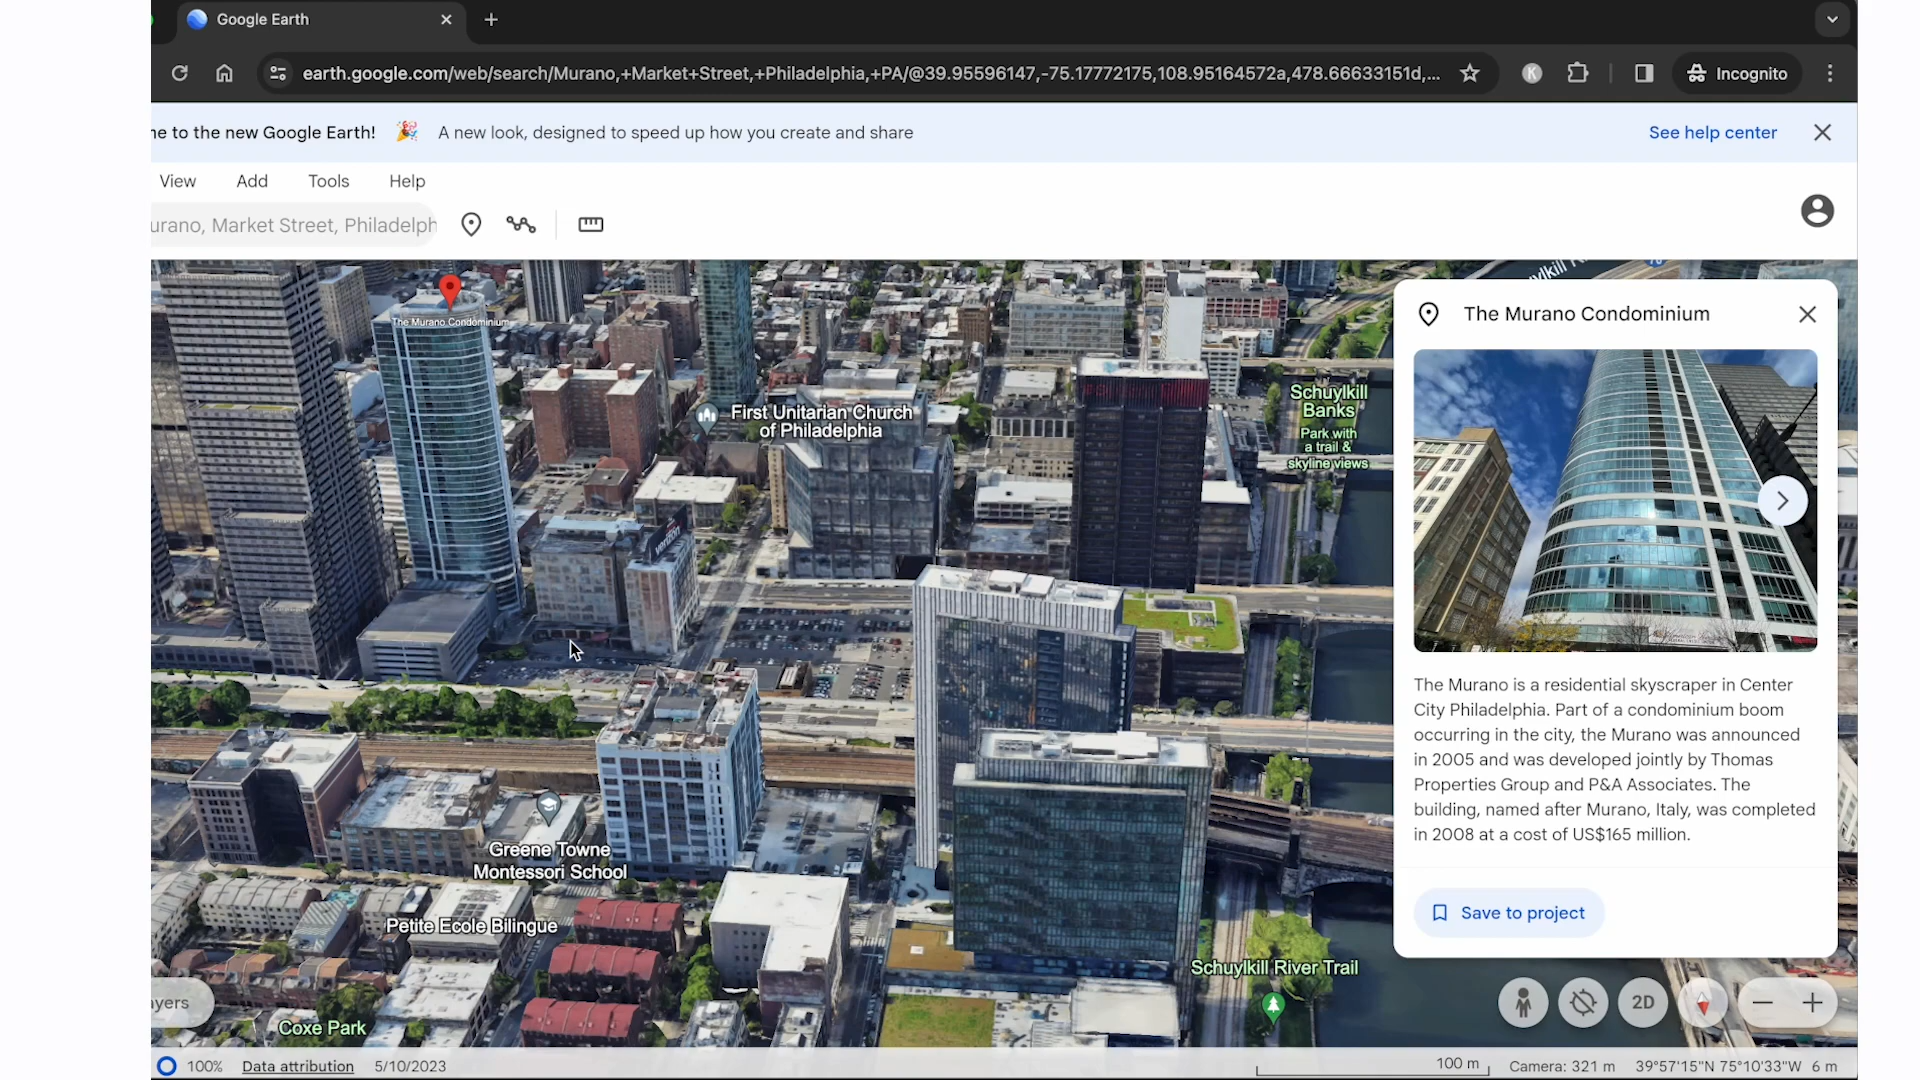 Google Earth
earth.google.com/web/search/Murano,+Market+Street,+Philadelphia,+PA/@39.95596147,-75.17772175,108.95164572a,478.66633151d,...
K
Incognito
ne to the new Google Earth!
A new look, designed to speed up how you create and share
See help center
View
Add
Tools
Help
urano, Market Street, Philadelph
The Murano Condominium
First Unitarian Church
of Philadelphia
verizon
Schuylkill
Banks
Park with
a trail &
skyline views
Greene Towne
Montessori School
Petite Ecole Bilingue
Coxe Park
Schuylkill River Trail
The Murano Condominium
The Murano is a residential skyscraper in Center
City Philadelphia. Part of a condominium boom
occurring in the city, the Murano was announced
in 2005 and was developed jointly by Thomas
Properties Group and P&A Associates. The
building, named after Murano, Italy, was completed
in 2008 at a cost of US$165 million.
Save to project
ayers
2D
100%
Data attribution
5/10/2023
100 m
Camera: 321 m
39°57'15"N 75°10'33"W
6 m